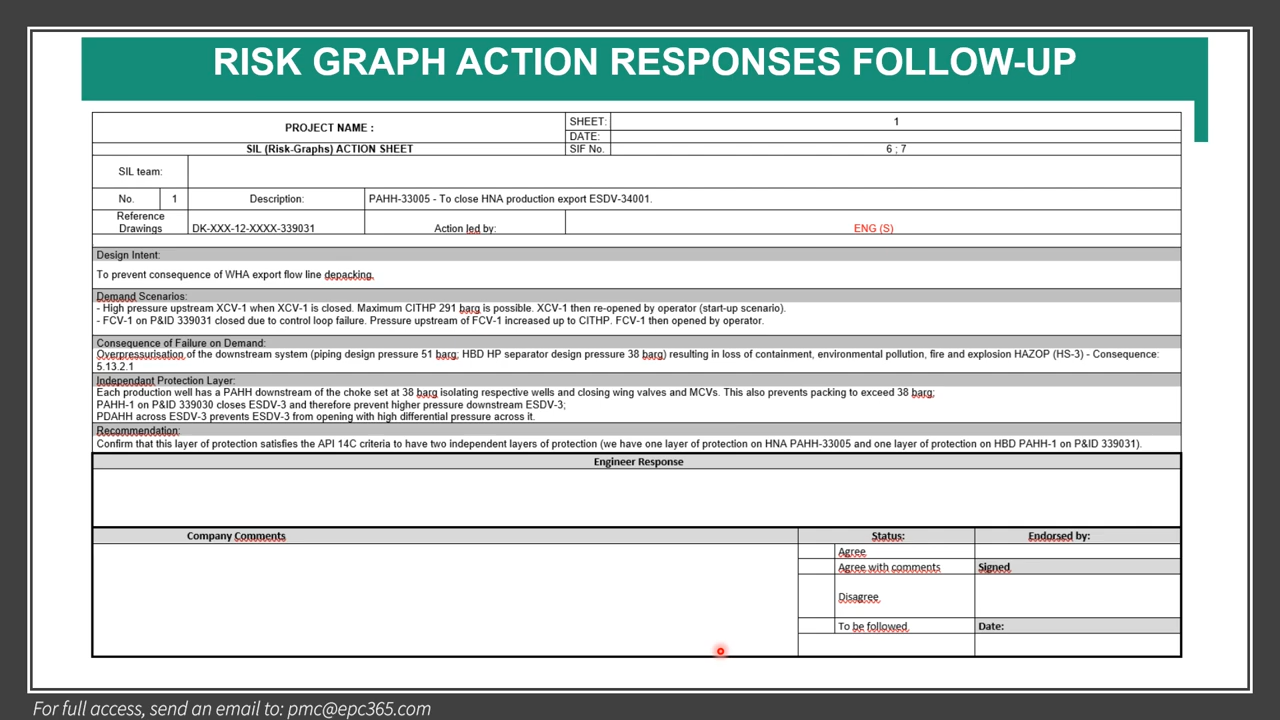 RISK GRAPH ACTION RESPONSES FOLLOW-UP
PROJECT NAME :
SHEET:
1
DATE:
SIL (Risk-Graphs) ACTION SHEET
SIF No.
6 ; 7
SIL team:
No.
1
Description:
PAHH-33005 - To close HNA production export ESDV-34001.
Reference
Drawings
DK-XXX-12-XXXX-339031
Action led by:
ENG (S)
Design Intent:
To prevent consequence of WHA export flow line depacking.
Demand Scenarios:
- High pressure upstream XCV-1 when XCV-1 is closed. Maximum CITHP 291 barg is possible. XCV-1 then re-opened by operator (start-up scenario).
- FCV-1 on P&ID 339031 closed due to control loop failure. Pressure upstream of FCV-1 increased up to CITHP. FCV-1 then opened by operator.
Consequence of Failure on Demand:
Overpressurisation of the downstream system (piping design pressure 51 barg; HBD HP separator design pressure 38 barg) resulting in loss of containment, environmental pollution, fire and explosion HAZOP (HS-3) - Consequence:
5.13.2.1
Independant Protection Layer:
Each production well has a PAHH downstream of the choke set at 38 barg isolating respective wells and closing wing valves and MCVs. This also prevents packing to exceed 38 barg;
PAHH-1 on P&ID 339030 closes ESDV-3 and therefore prevent higher pressure downstream ESDV-3;
PDAHH across ESDV-3 prevents ESDV-3 from opening with high differential pressure across it.
Recommendation:
Confirm that this layer of protection satisfies the API 14C criteria to have two independent layers of protection (we have one layer of protection on HNA PAHH-33005 and one layer of protection on HBD PAHH-1 on P&ID 339031).
Engineer Response
Company Comments
Status:
Endorsed by:
Agree
Agree with comments
Signed
Disagree
To be followed
Date:
For full access, send an email to: pmc@epc365.com